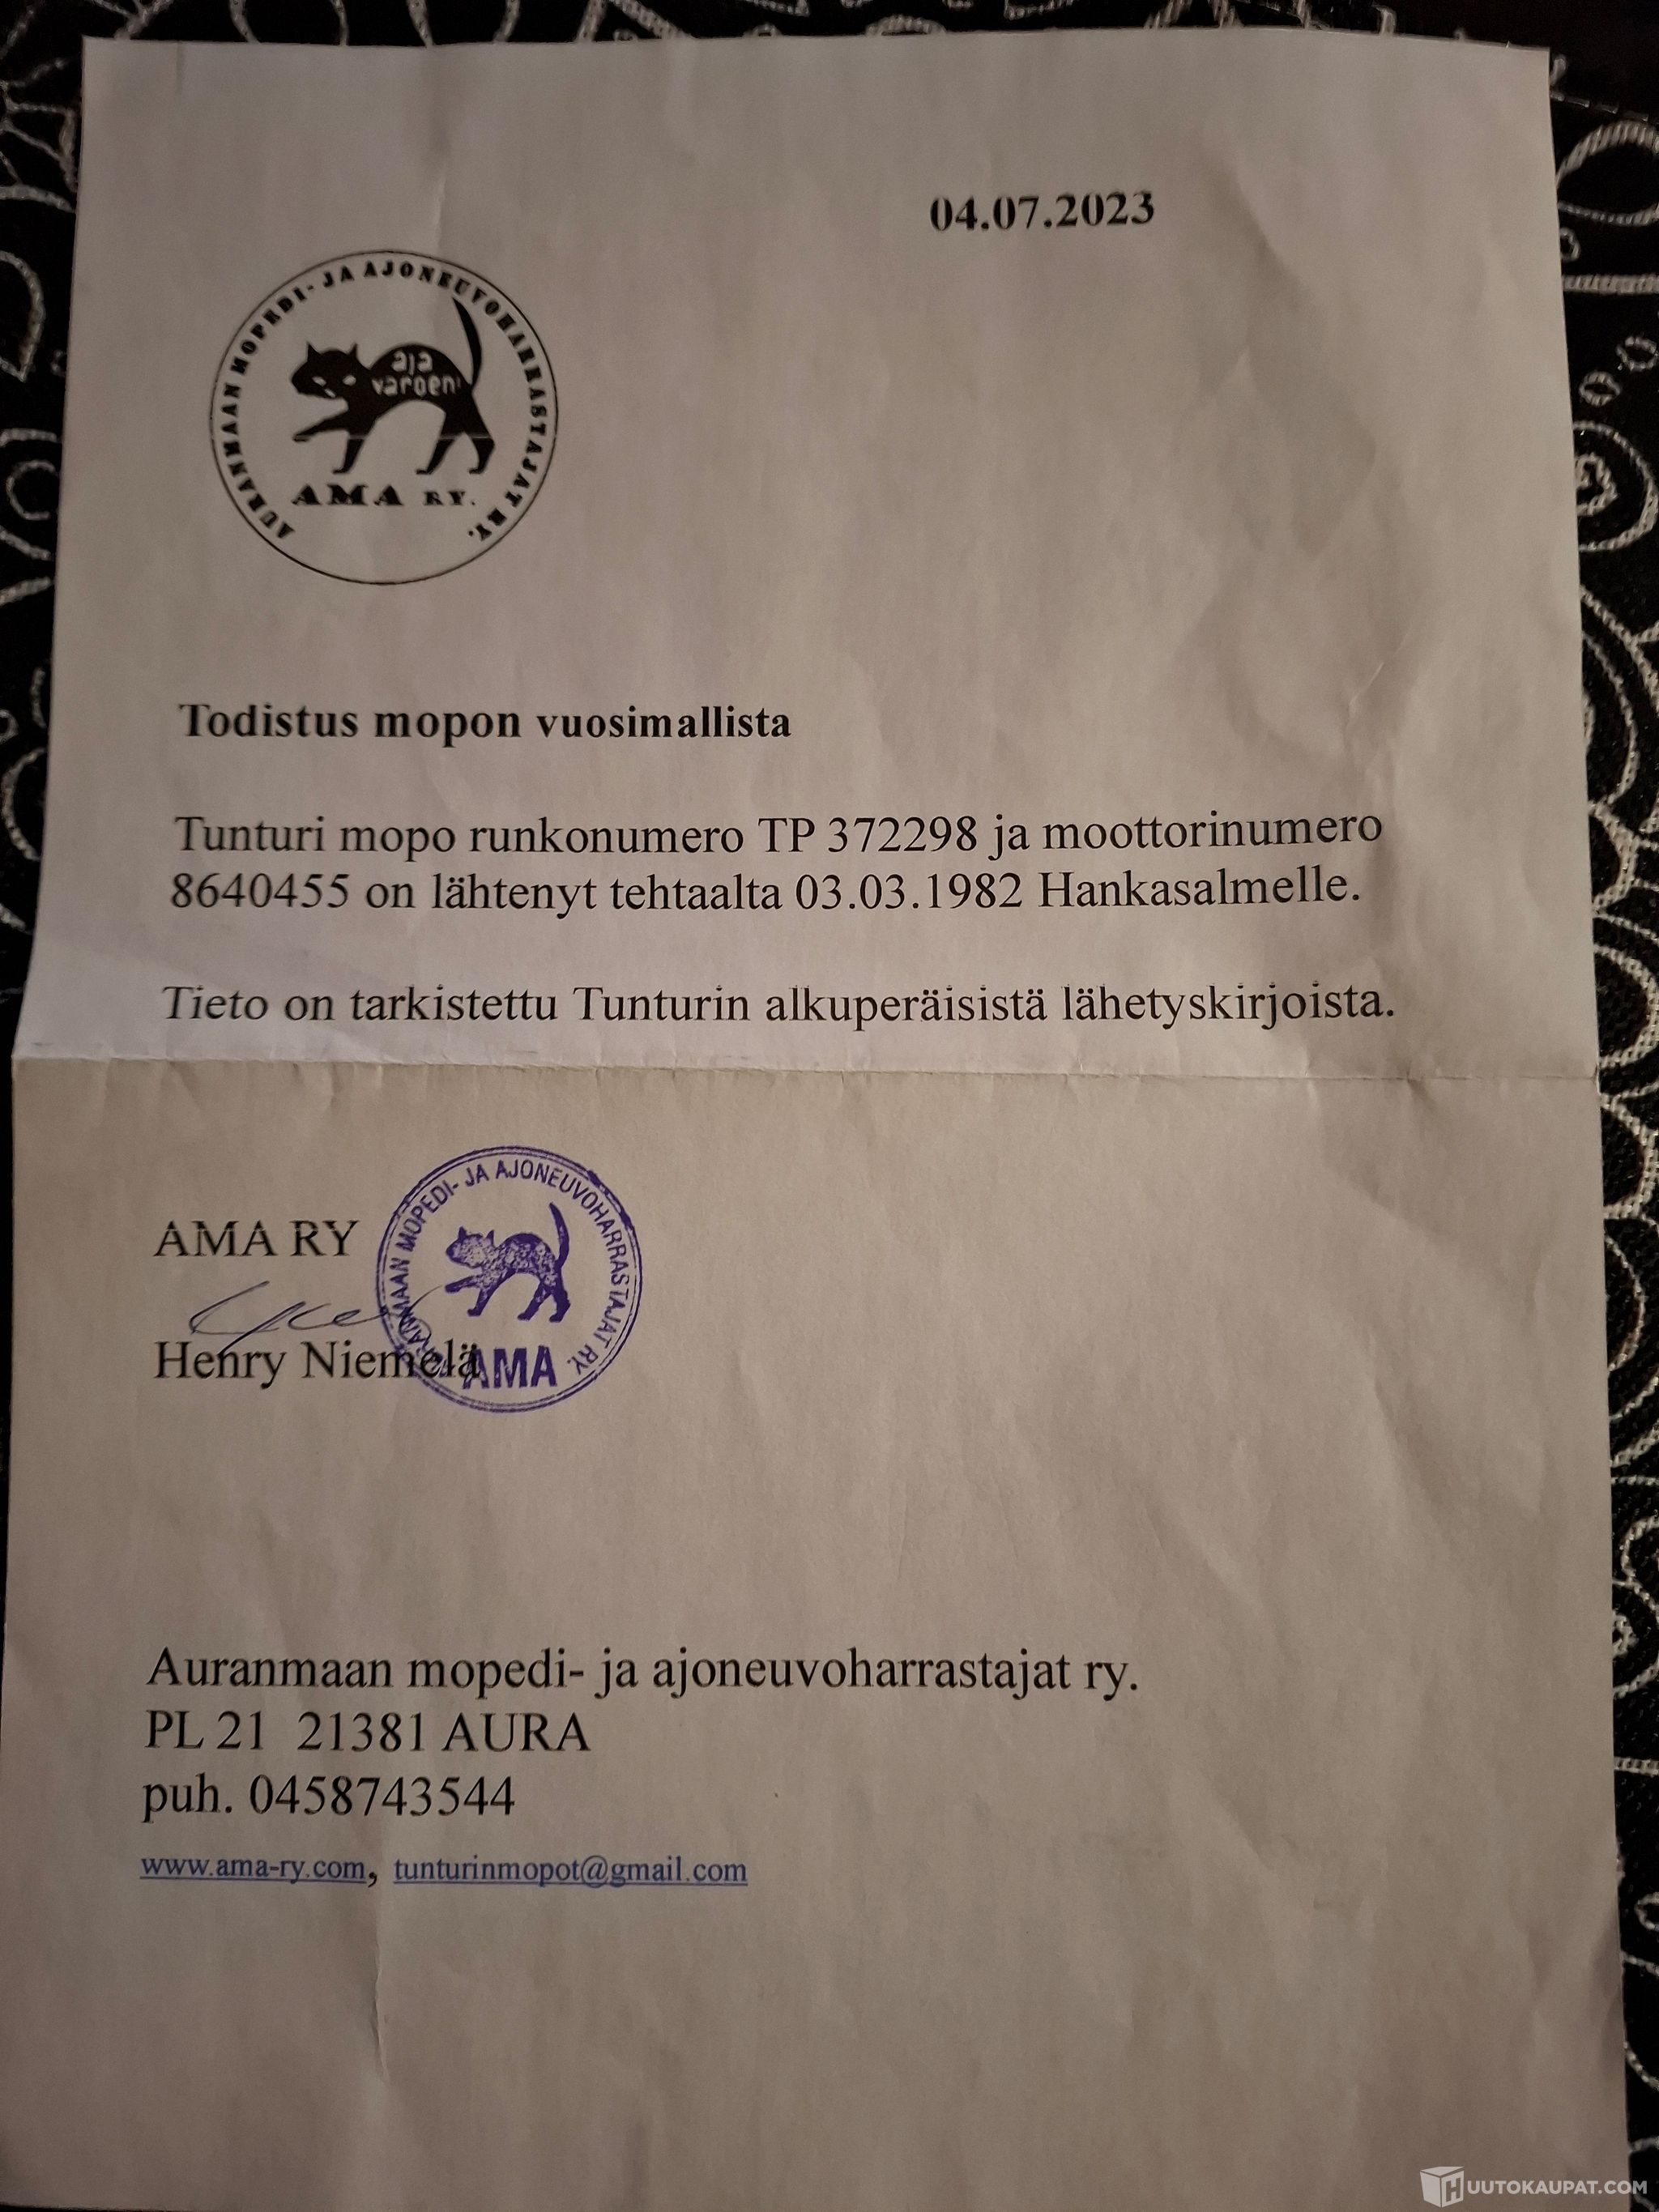 04.07.2023
AURANMAAN MOPEDI- JA AJONEUVOHARRASTAJAT RY.
aja
varoen
AMA RY.
Todistus mopon vuosimallista
Tunturi mopo runkonumero TP 372298 ja moottorinumero
8640455 on lähtenyt tehtaalta 03.03.1982 Hankasalmelle.
Tieto on tarkistettu Tunturin alkuperäisistä lähetyskirjoista.
AMA RY
AURANMAAN MOPEDI- JA AJONEUVOHARRASTAJAT RY.
AMA
Henry Niemelä
Auranmaan mopedi- ja ajoneuvoharrastajat ry.
PL 21 21381 AURA
puh. 0458743544
www.ama-ry.com, tunturinmopot@gmail.com
HUUTOKAUPAT.COM